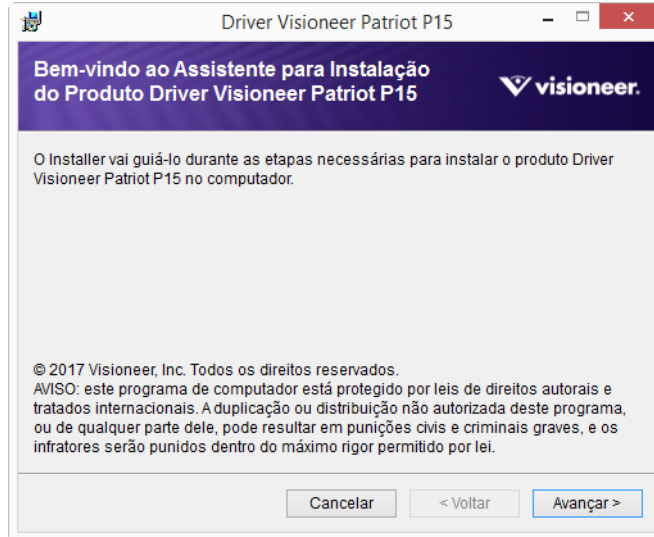 Driver Visioneer Patriot P15
Bem-vindo ao Assistente para Instalação
do Produto Driver Visioneer Patriot P15
visioneer.
O Installer vai guiá-lo durante as etapas necessárias para instalar o produto Driver
Visioneer Patriot P15 no computador.
© 2017 Visioneer, Inc. Todos os direitos reservados.
AVISO: este programa de computador está protegido por leis de direitos autorais e
tratados internacionais. A duplicação ou distribuição não autorizada deste programa,
ou de qualquer parte dele, pode resultar em punições civis e criminais graves, e os
infratores serão punidos dentro do máximo rigor permitido por lei.
Cancelar < Voltar Avançar >